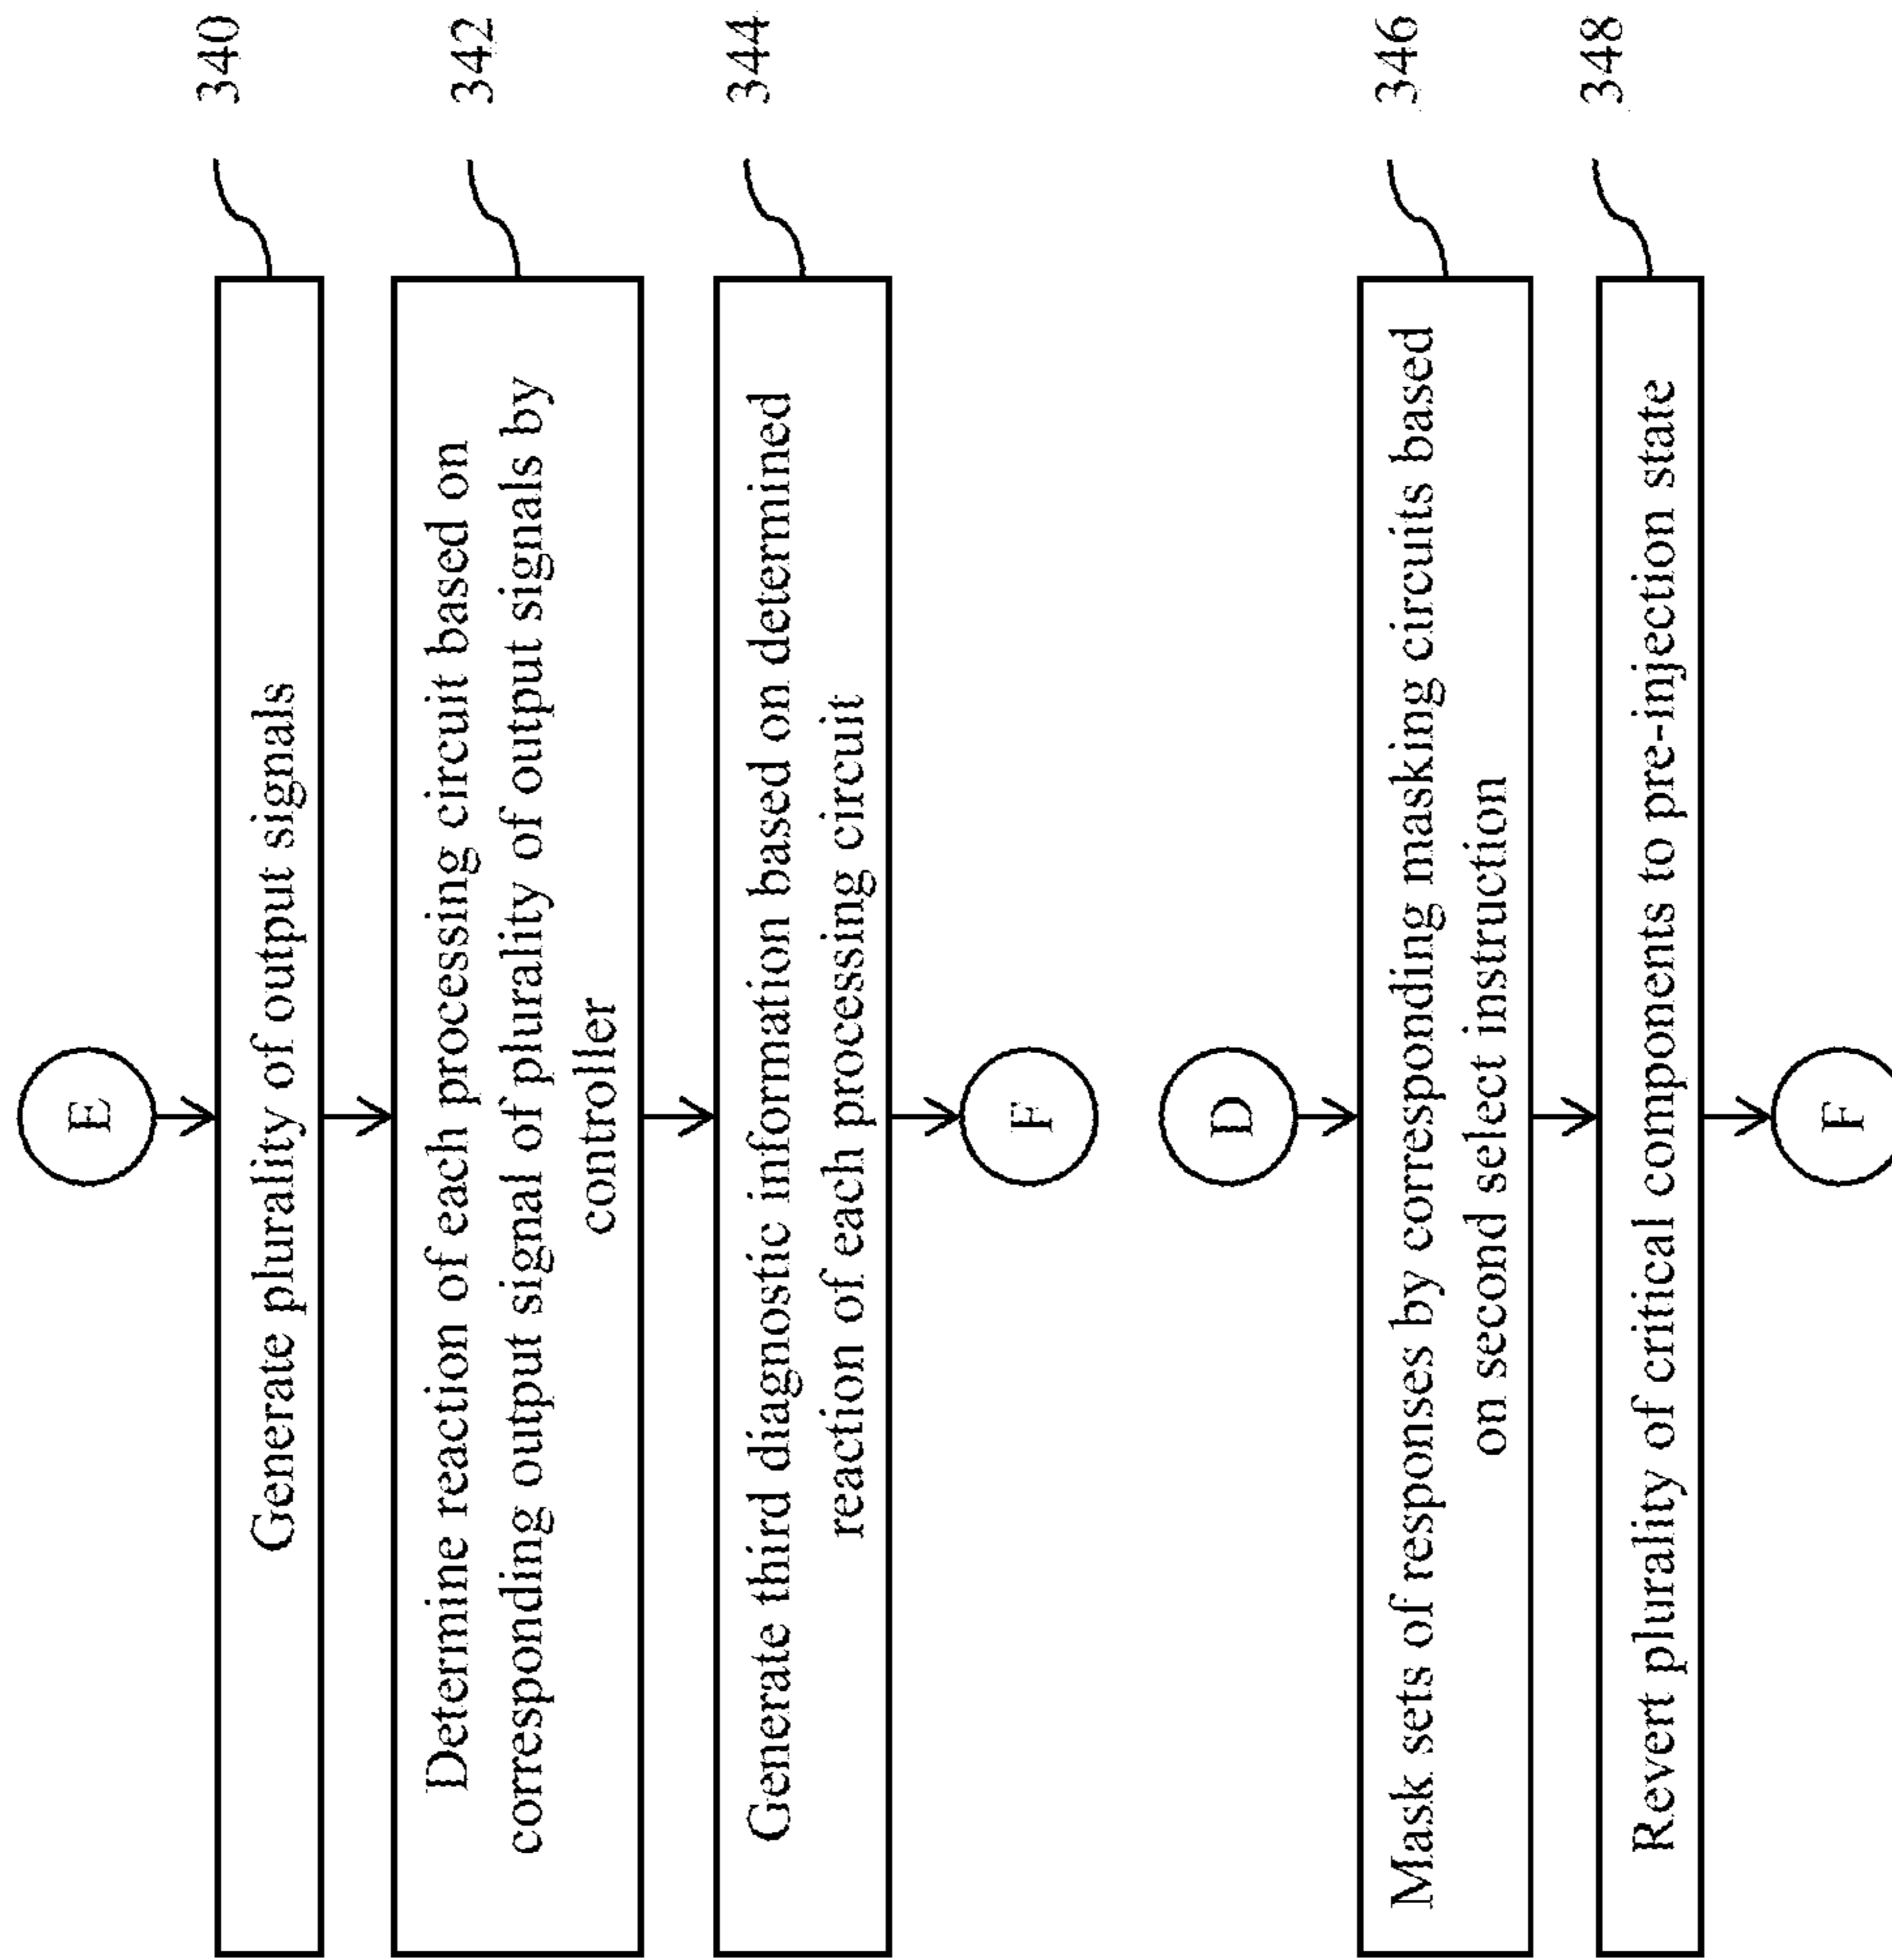 E
Generate plurality of output signals
340
Determine reaction of each processing circuit based on
corresponding output signal of plurality of output signals by
controller
342
Generate third diagnostic information based on determined
reaction of each processing circuit
344
F
D
Mask sets of responses by corresponding masking circuits based
on second select instruction
346
Revert plurality of critical components to pre-injection state
348
F